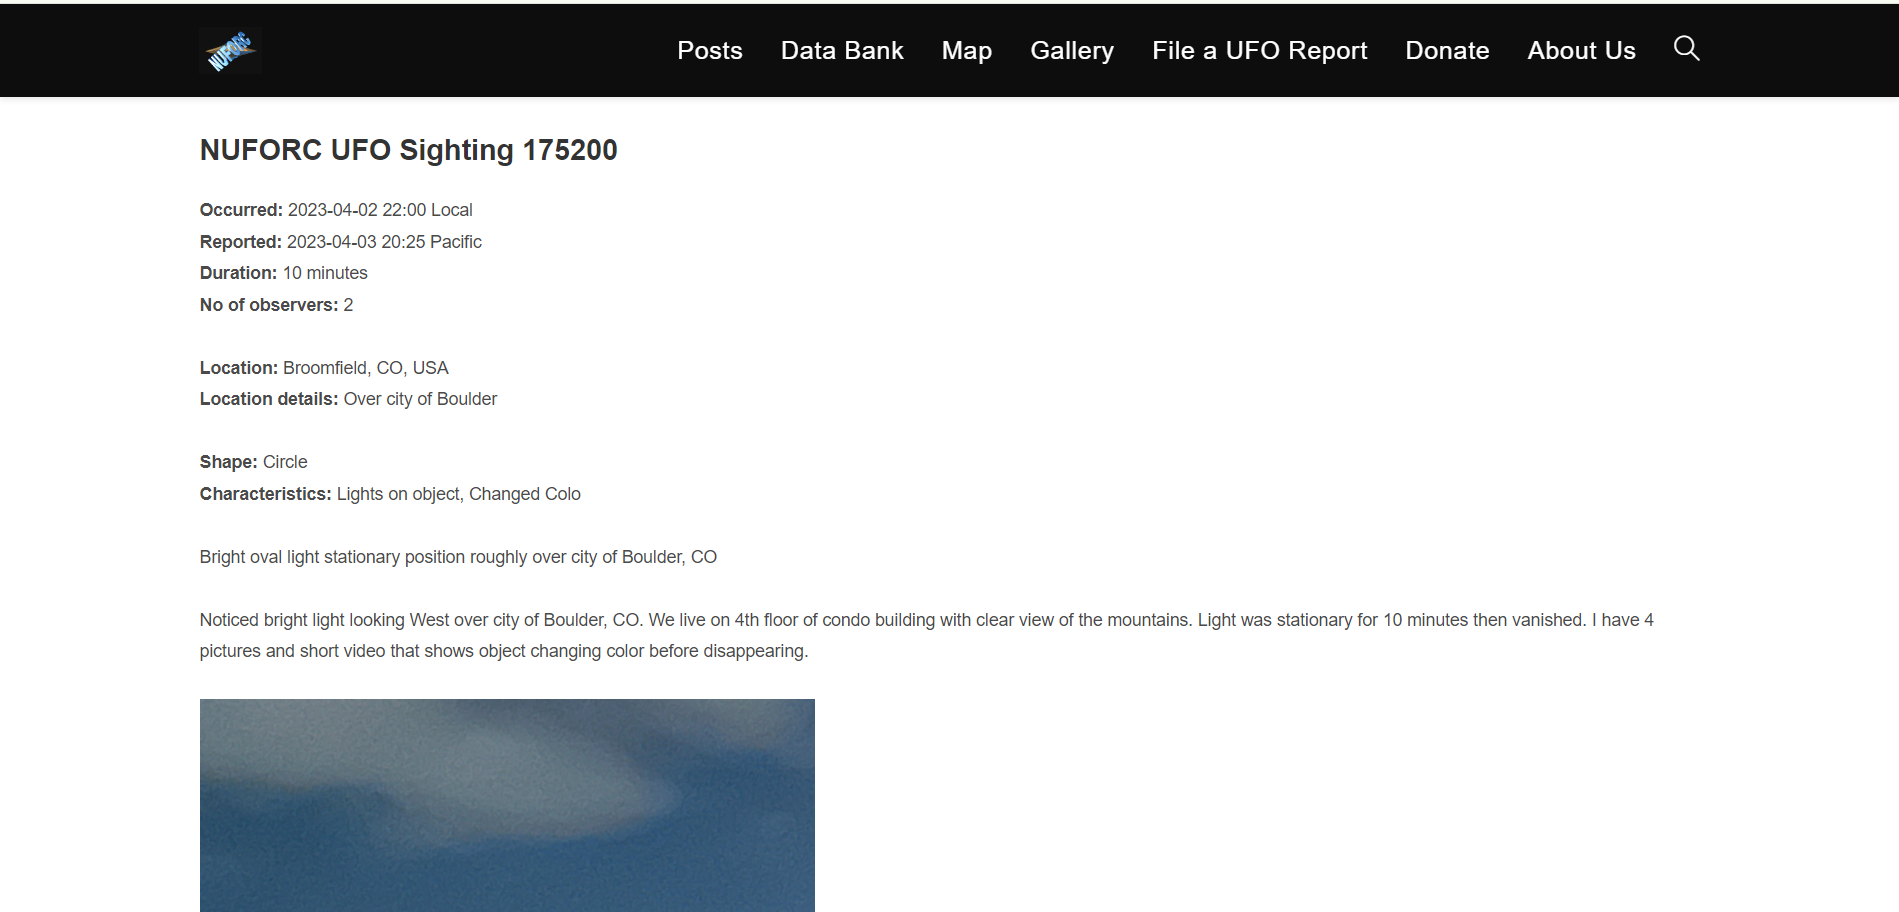 NUFORC
Posts Data Bank Map Gallery File a UFO Report Donate About Us
NUFORC UFO Sighting 175200
Occurred: 2023-04-02 22:00 Local
Reported: 2023-04-03 20:25 Pacific
Duration: 10 minutes
No of observers: 2
Location: Broomfield, CO, USA
Location details: Over city of Boulder
Shape: Circle
Characteristics: Lights on object, Changed Colo
Bright oval light stationary position roughly over city of Boulder, CO
Noticed bright light looking West over city of Boulder, CO. We live on 4th floor of condo building with clear view of the mountains. Light was stationary for 10 minutes then vanished. I have 4
pictures and short video that shows object changing color before disappearing.